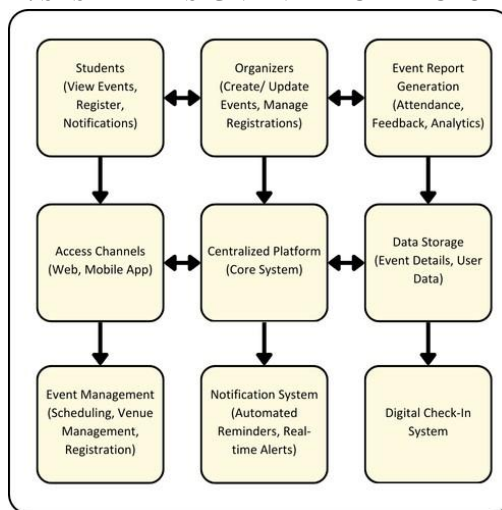 Students
(View Events,
Register,
Notifications)
Organizers
(Create/ Update
Events, Manage
Registrations)
Event Report
Generation
(Attendance,
Feedback, Analytics)
Access Channels
(Web, Mobile App)
Centralized Platform
(Core System)
Data Storage
(Event Details, User
Data)
Event Management
(Scheduling, Venue
Management,
Registration)
Notification System
(Automated
Reminders, Real-
time Alerts)
Digital Check-In
System